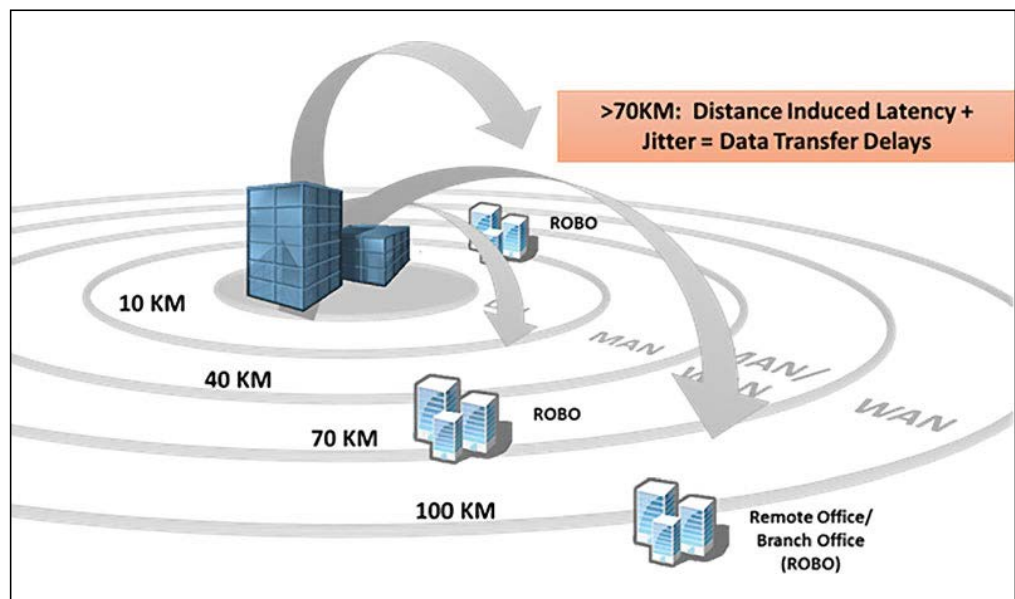 >70KM: Distance Induced Latency +
Jitter = Data Transfer Delays
ROBO
10 KM
MAN
MAN/
WAN
WAN
40 KM
ROBO
70 KM
100 KM
Remote Office/
Branch Office
(ROBO)